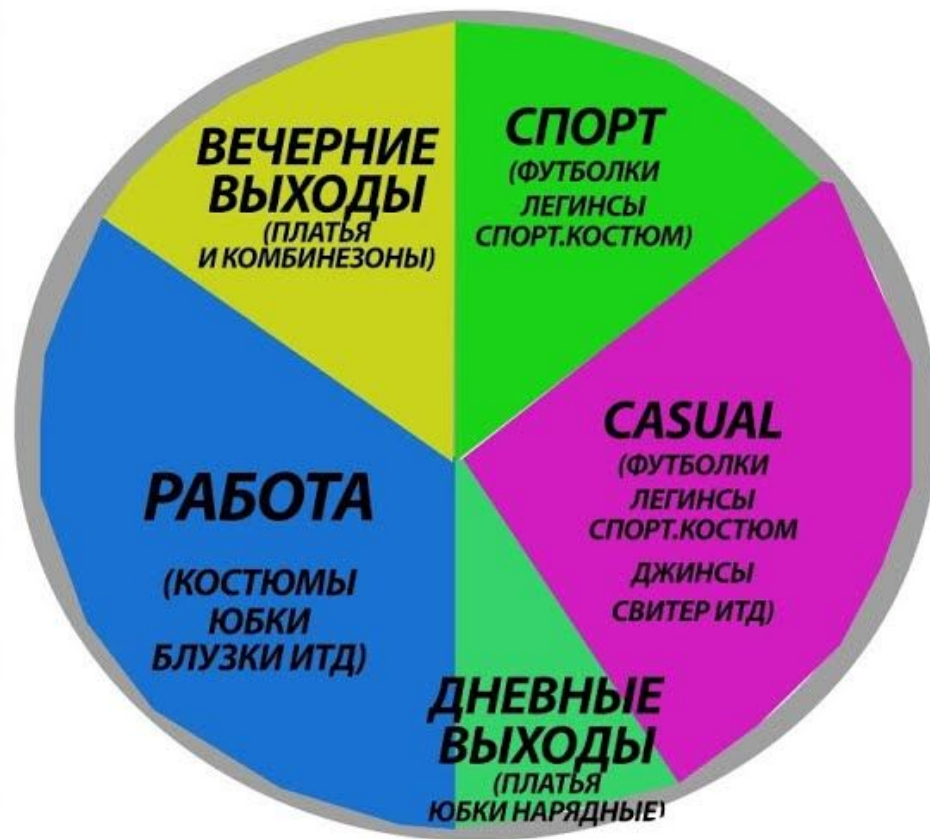 ВЕЧЕРНИЕ
ВЫХОДЫ
(ПЛАТЬЯ
И КОМБИНЕЗОНЫ)
СПОРТ
(ФУТБОЛКИ
ЛЕГИНСЫ
СПОРТ.КОСТЮМ)
CASUAL
(ФУТБОЛКИ
ЛЕГИНСЫ
СПОРТ.КОСТЮМ
ДЖИНСЫ
СВИТЕР ИТД)
РАБОТА
(КОСТЮМЫ
ЮБКИ
БЛУЗКИ ИТД)
ДНЕВНЫЕ
ВЫХОДЫ
(ПЛАТЬЯ
ЮБКИ НАРЯДНЫЕ)